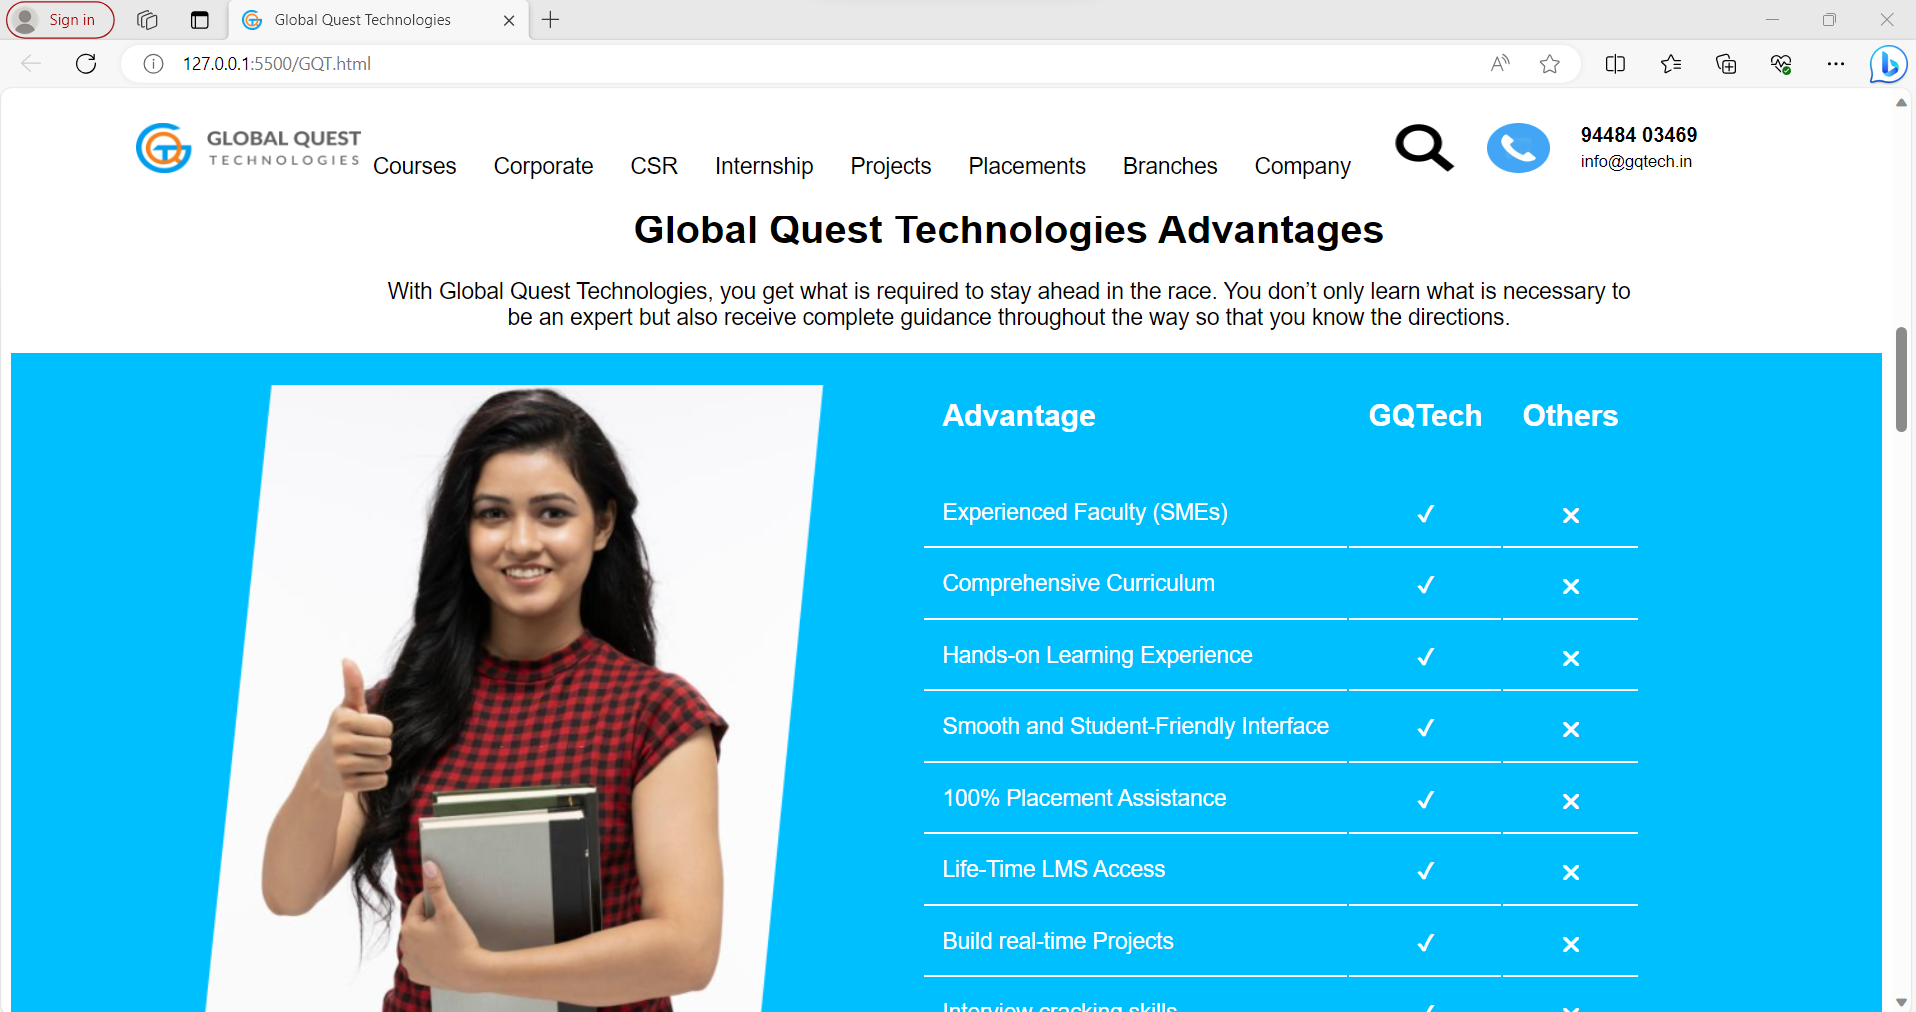 Sign in
Global Quest Technologies
127.0.0.1:5500/GQT.html
GLOBAL QUEST
TECHNOLOGIES
Courses Corporate CSR Internship Projects Placements Branches Company
94484 03469
info@gqtech.in
Global Quest Technologies Advantages
With Global Quest Technologies, you get what is required to stay ahead in the race. You don’t only learn what is necessary to
be an expert but also receive complete guidance throughout the way so that you know the directions.
Advantage GQTech Others
Experienced Faculty (SMEs) ✓ ✕
Comprehensive Curriculum ✓ ✕
Hands-on Learning Experience ✓ ✕
Smooth and Student-Friendly Interface ✓ ✕
100% Placement Assistance ✓ ✕
Life-Time LMS Access ✓ ✕
Build real-time Projects ✓ ✕
Interview cracking skills ✓ ✕